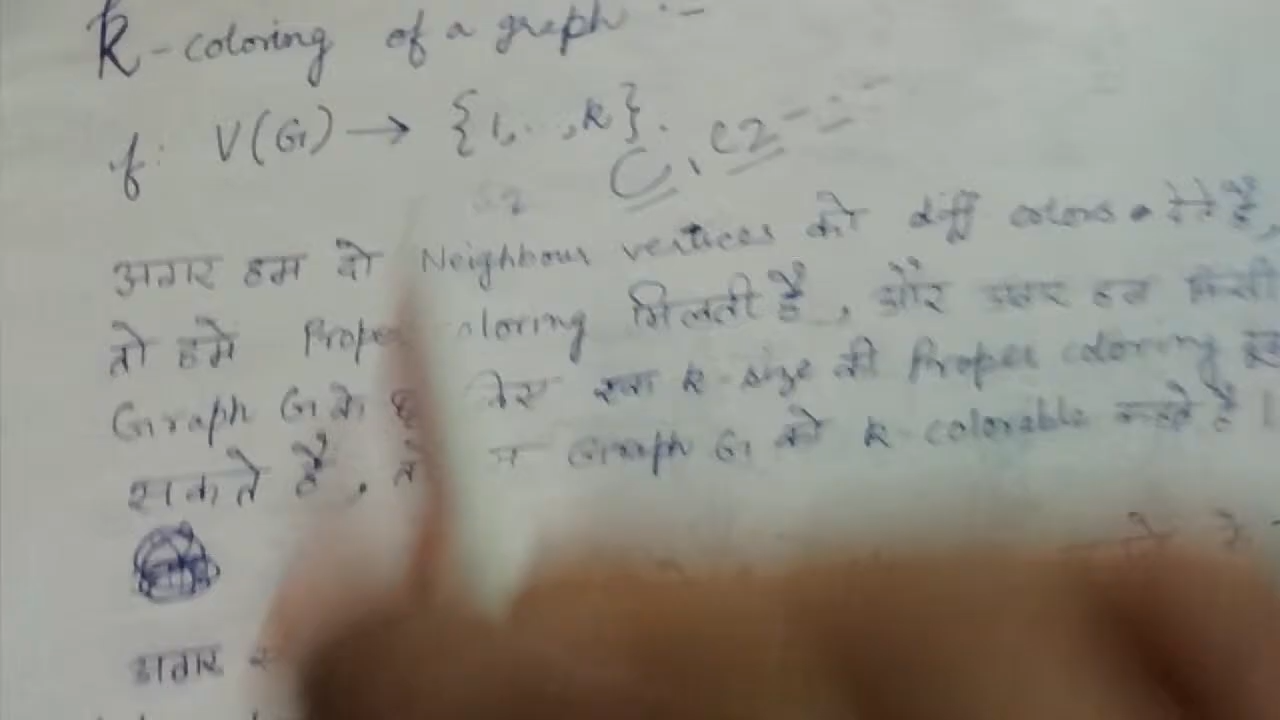 k-coloring of a graph :-
f: V(G) → {1,..,k}. C1, C2 ---
अगर हम दो Neighbour vertices को diff colors देते है,
तो हमे Proper coloring मिलती है, और अगर हम किसी
Graph G के लिए एक k-size की Proper coloring
सकते है, तो Graph G को k-colorable कहते है।
अगर